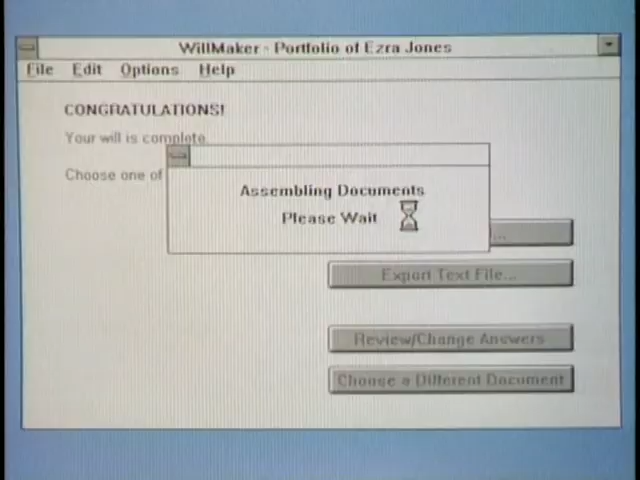 WillMaker - Portfolio of Ezra Jones
File Edit Options Help
CONGRATULATIONS!
Your will is complete.
Choose one of
Assembling Documents
Please Wait
...
Export Text File...
Review/Change Answers
Choose a Different Document